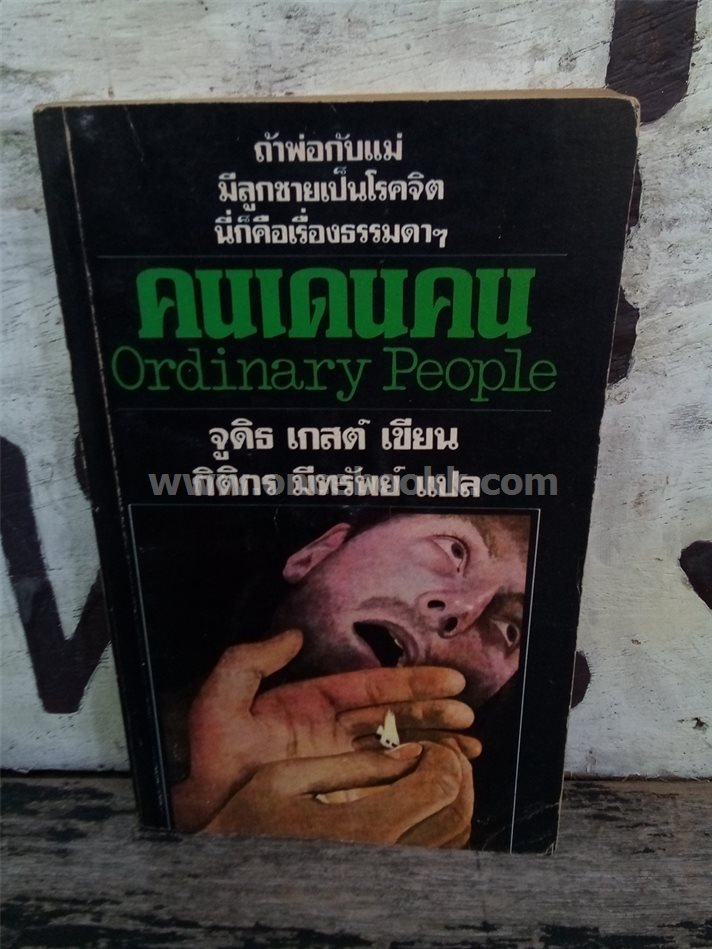 ถ้าพ่อกับแม่
มีลูกชายเป็นโรคจิต
นี่ก็คือเรื่องธรรมดาๆ
คนเดนคน
Ordinary People
จูดิธ เกสต์ เขียน
กิติกร มีทรัพย์ แปล